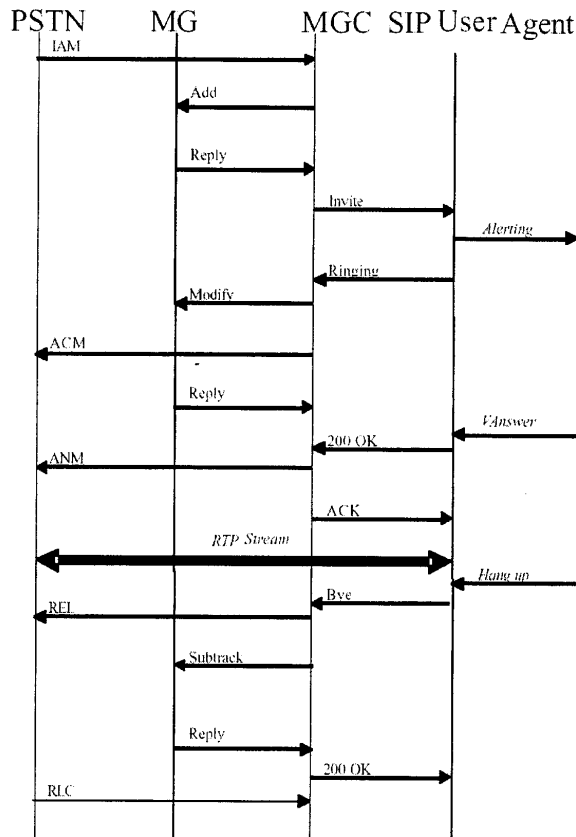 PSTN MG MGC SIP User Agent
IAM
Add
Reply
Invite
Alerting
Ringing
Modify
ACM
Reply
VAnswer
200 OK
ANM
ACK
RTP Stream
Hang up
Bye
REL
Subtrack
Reply
200 OK
RLC